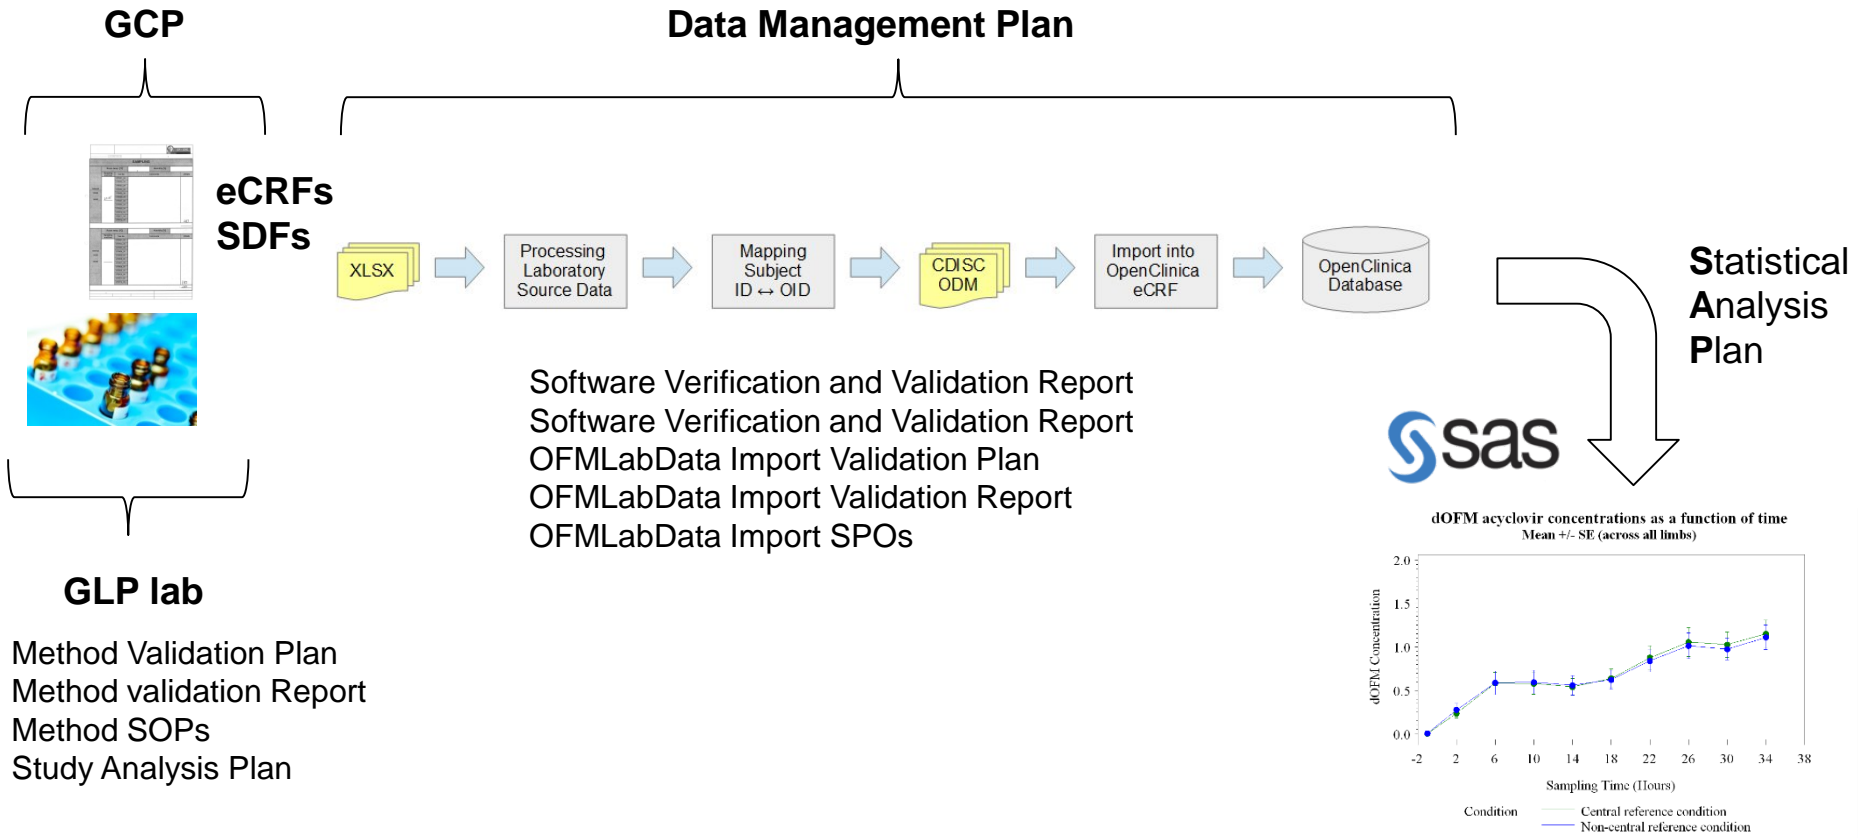 GCP
Data Management Plan
eCRFs
SDFs
XLSX
Processing
Laboratory
Source Data
Mapping
Subject
ID ↔ OID
CDISC
ODM
Import into
OpenClinica
eCRF
OpenClinica
Database
Statistical
Analysis
Plan
Software Verification and Validation Report
Software Verification and Validation Report
OFMLabData Import Validation Plan
OFMLabData Import Validation Report
OFMLabData Import SPOs
sas
GLP lab
Method Validation Plan
Method validation Report
Method SOPs
Study Analysis Plan
dOFM acyclovir concentrations as a function of time
Mean +/- SE (across all limbs)
dOFM Concentration
2.0
1.5
1.0
0.5
0.0
-2 2 6 10 14 18 22 26 30 34 38
Sampling Time (Hours)
Condition
Central reference condition
Non-central reference condition